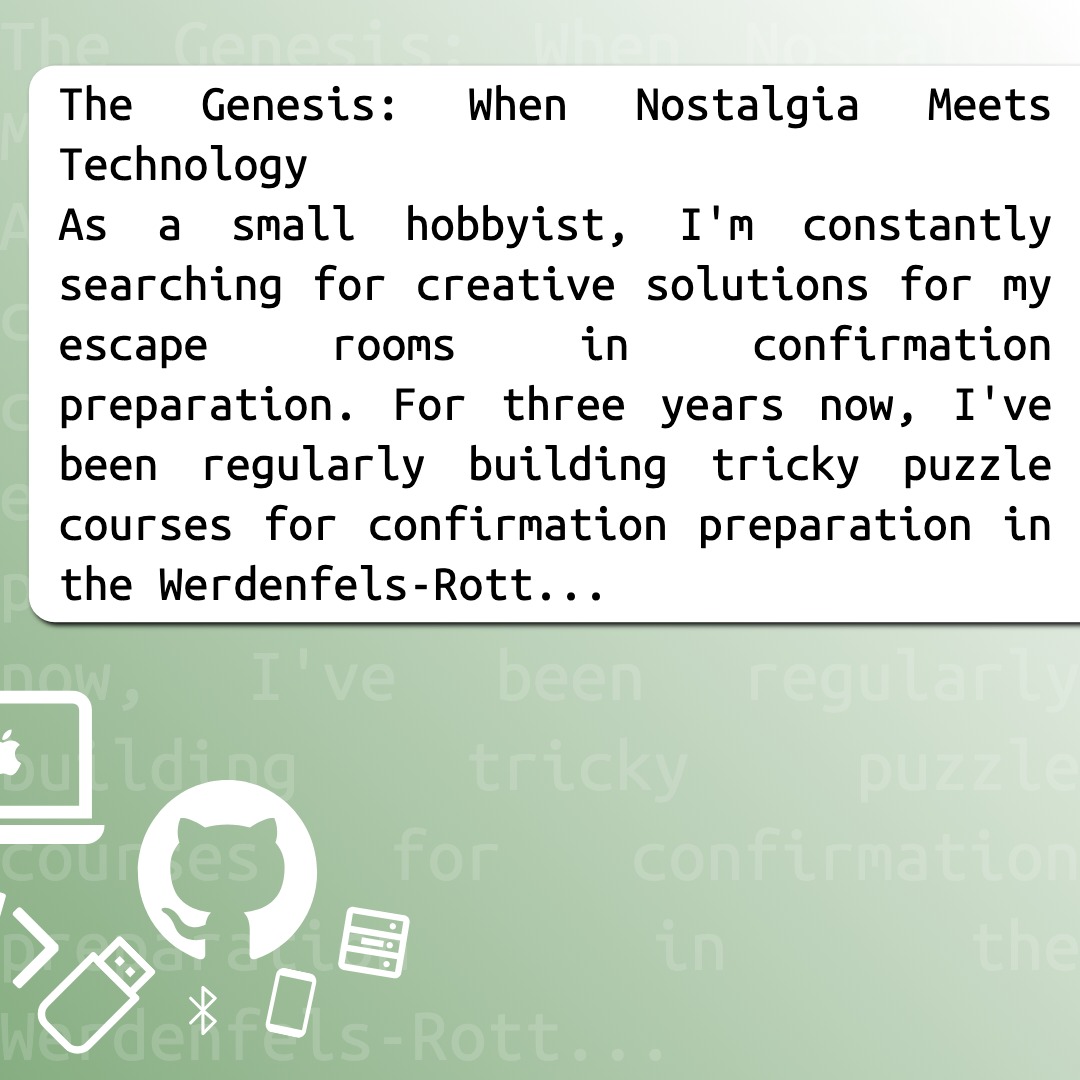 The Genesis: When Nostalgia Meets
Technology
As a small hobbyist, I'm constantly
searching for creative solutions for my
escape rooms in confirmation
preparation. For three years now, I've
been regularly building tricky puzzle
courses for confirmation preparation in
the Werdenfels-Rott...
now, I've been regularly
building tricky puzzle
courses for confirmation
preparation in the
Werdenfels-Rott...